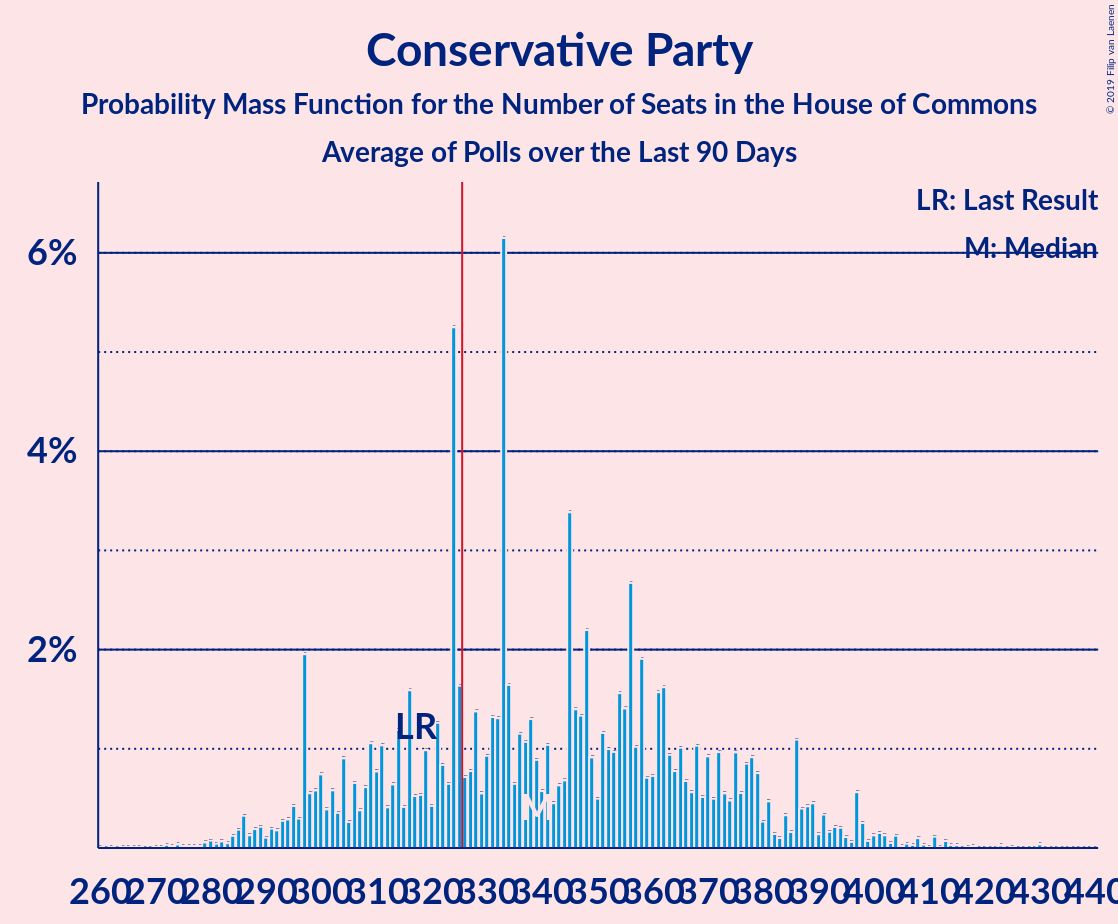 Conservative Party
Probability Mass Function for the Number of Seats in the House of Commons
Average of Polls over the Last 90 Days
© 2019 Filip van Laenen
LR: Last Result
M: Median
6%
4%
2%
LR
M
260 270 280 290 300 310 320 330 340 350 360 370 380 390 400 410 420 430 440